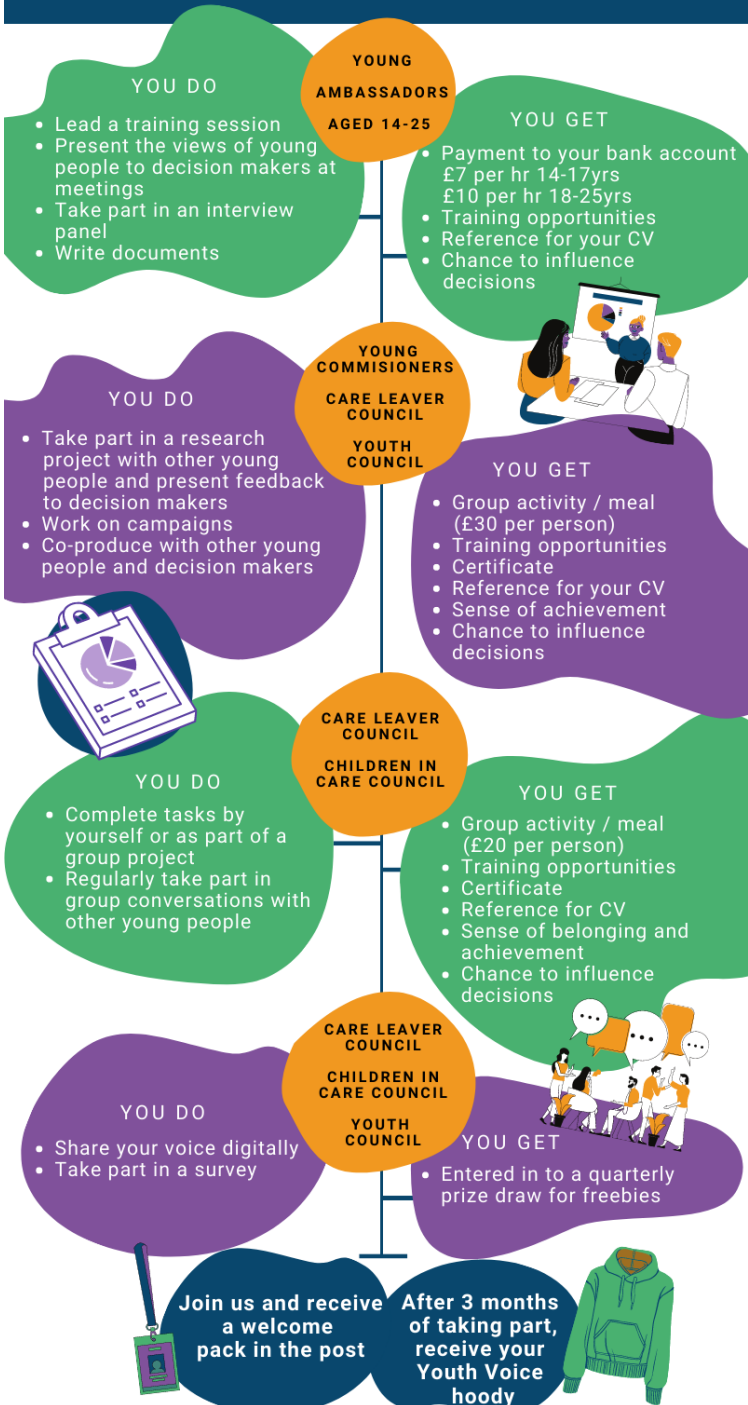 YOUNG
AMBASSADORS
AGED 14-25
YOU DO
• Lead a training session
• Present the views of young
people to decision makers at
meetings
• Take part in an interview
panel
• Write documents
YOU GET
• Payment to your bank account
£7 per hr 14-17yrs
£10 per hr 18-25yrs
• Training opportunities
• Reference for your CV
• Chance to influence
decisions
YOUNG
COMMISIONERS
CARE LEAVER
COUNCIL
YOUTH
COUNCIL
YOU DO
• Take part in a research
project with other young
people and present feedback
to decision makers
• Work on campaigns
• Co-produce with other young
people and decision makers
YOU GET
• Group activity / meal
(£30 per person)
• Training opportunities
• Certificate
• Reference for your CV
• Sense of achievement
• Chance to influence
decisions
CARE LEAVER
COUNCIL
CHILDREN IN
CARE COUNCIL
YOU DO
• Complete tasks by
yourself or as part of a
group project
• Regularly take part in
group conversations with
other young people
YOU GET
• Group activity / meal
(£20 per person)
• Training opportunities
• Certificate
• Reference for CV
• Sense of belonging and
achievement
• Chance to influence
decisions
CARE LEAVER
COUNCIL
CHILDREN IN
CARE COUNCIL
YOUTH
COUNCIL
YOU DO
• Share your voice digitally
• Take part in a survey
YOU GET
• Entered in to a quarterly
prize draw for freebies
Join us and receive
a welcome
pack in the post
After 3 months
of taking part,
receive your
Youth Voice
hoody